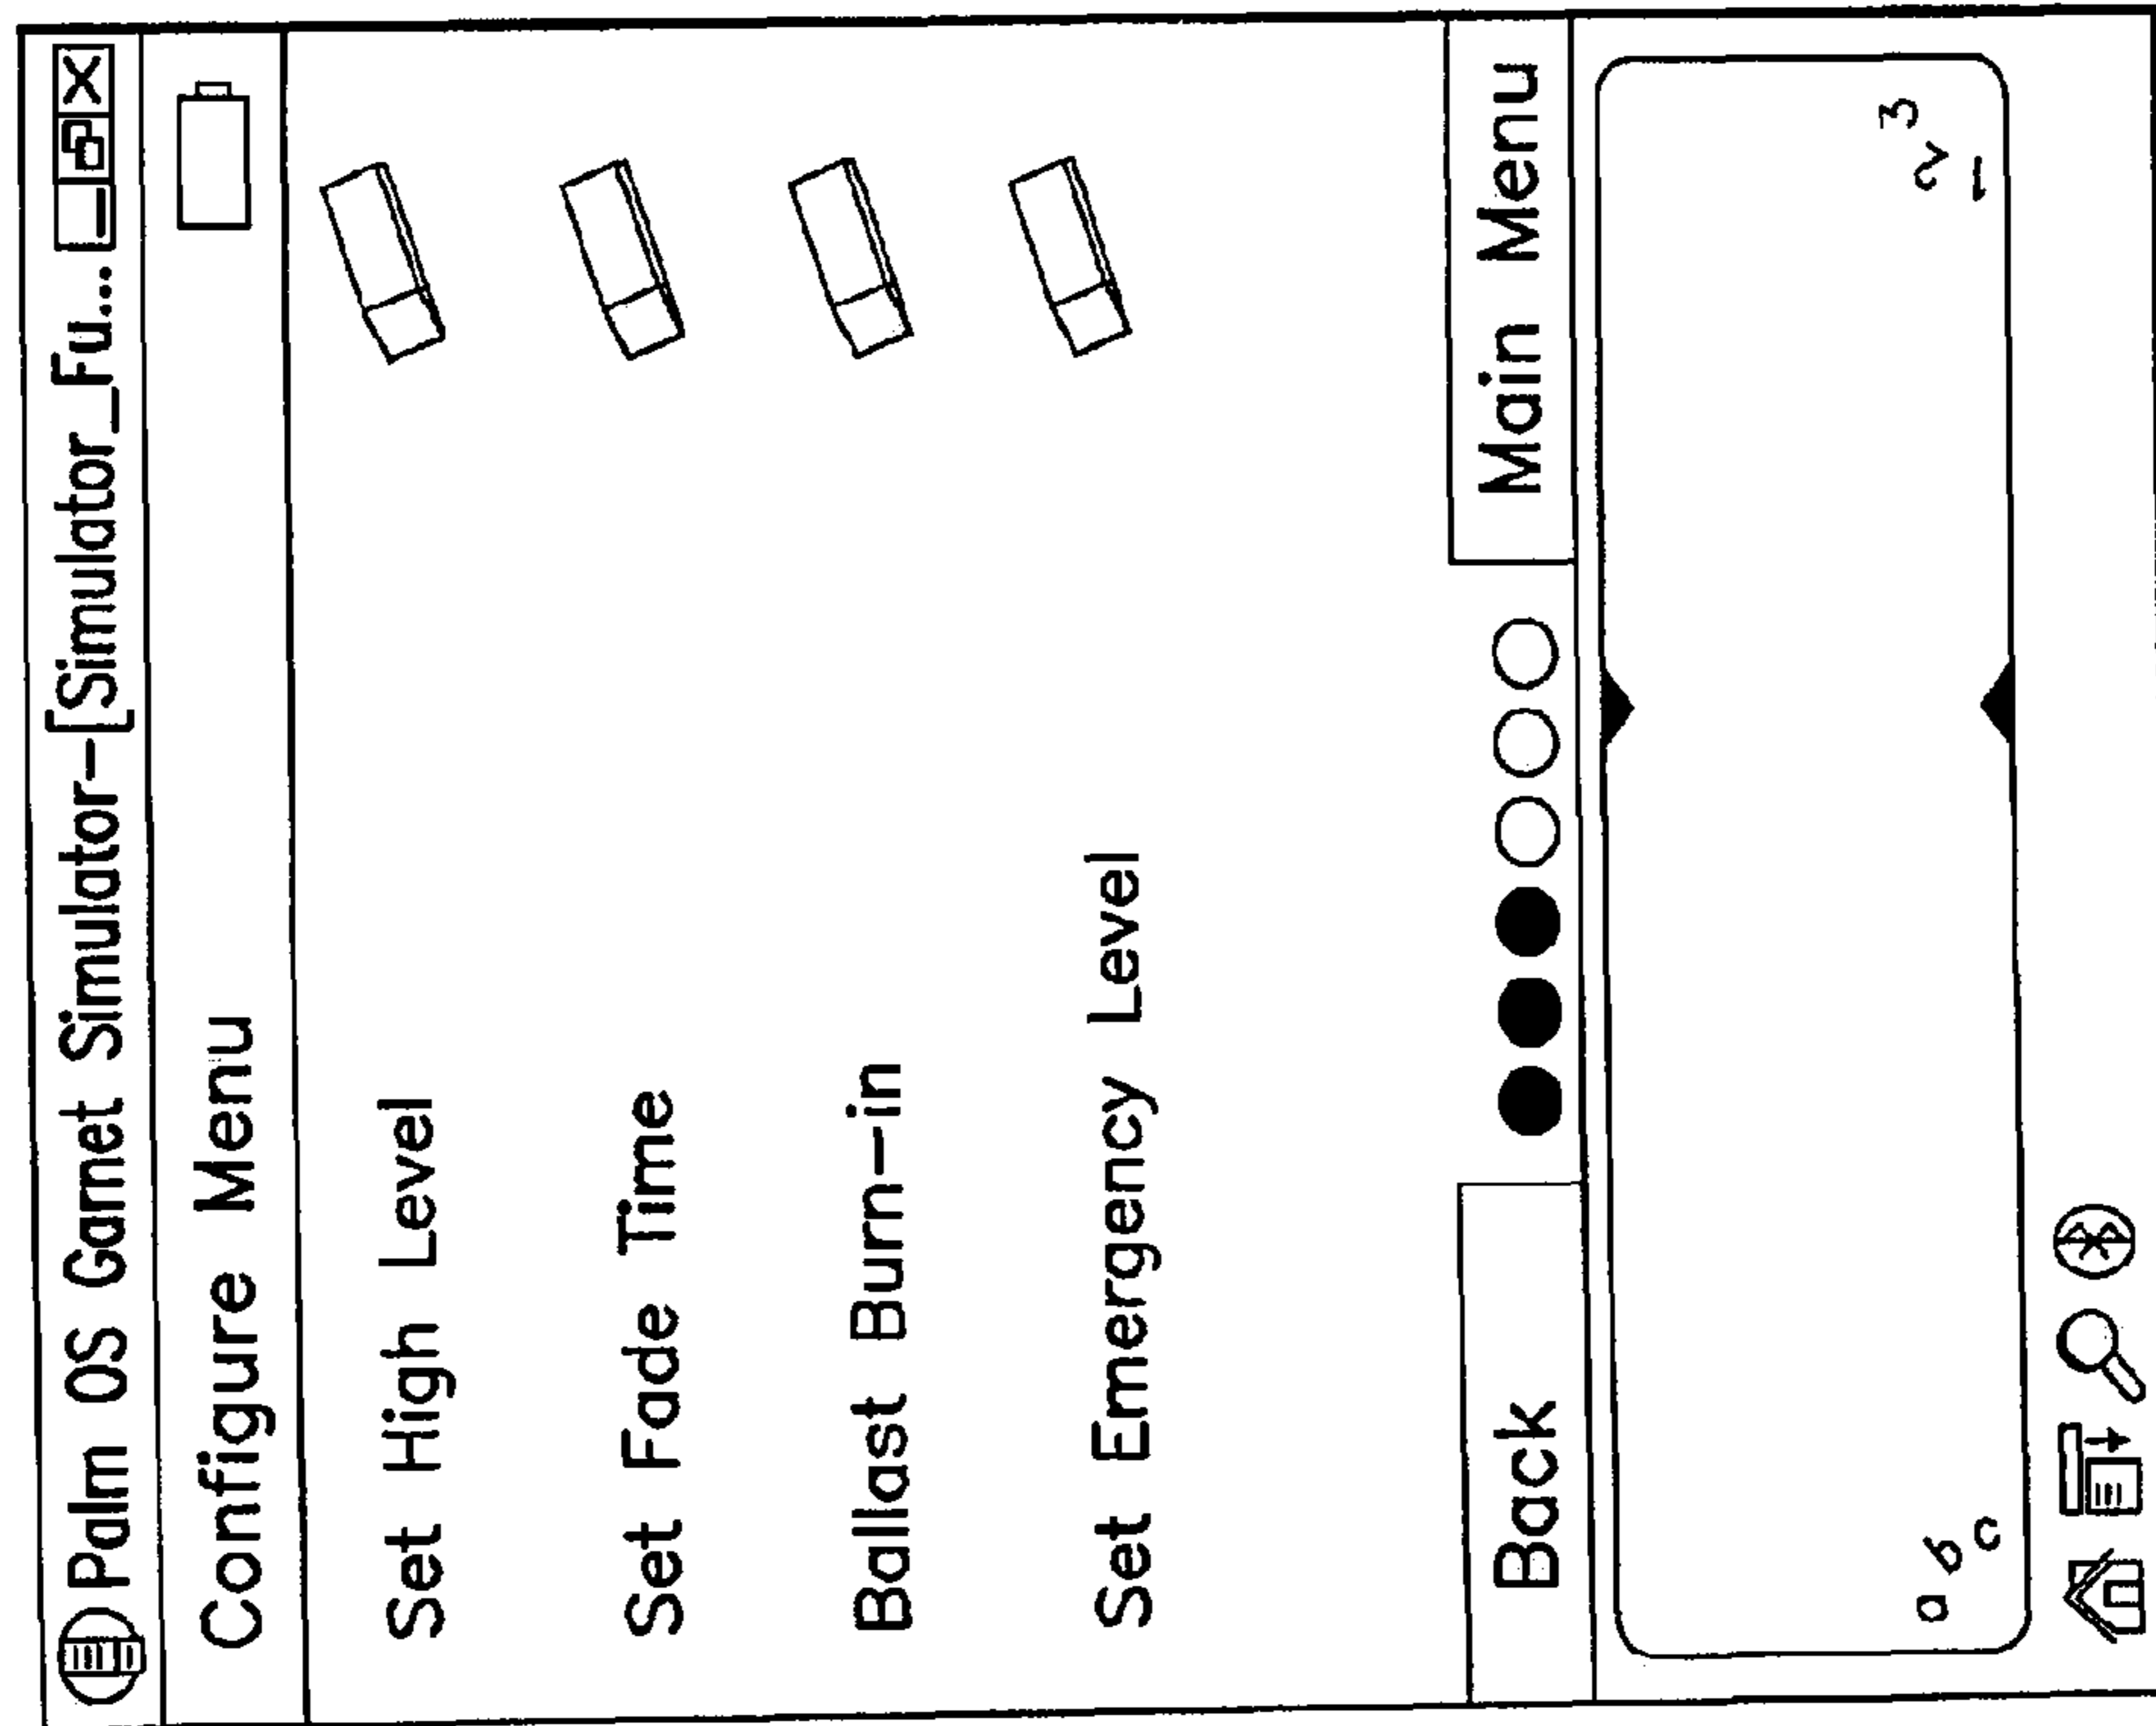 Palm OS Gamet Simulator-[Simulator_Fu...
Configure Menu
Set High Level
Set Fade Time
Ballast Burn-in
Set Emergency Level
Back Main Menu
a b c
1 2 3